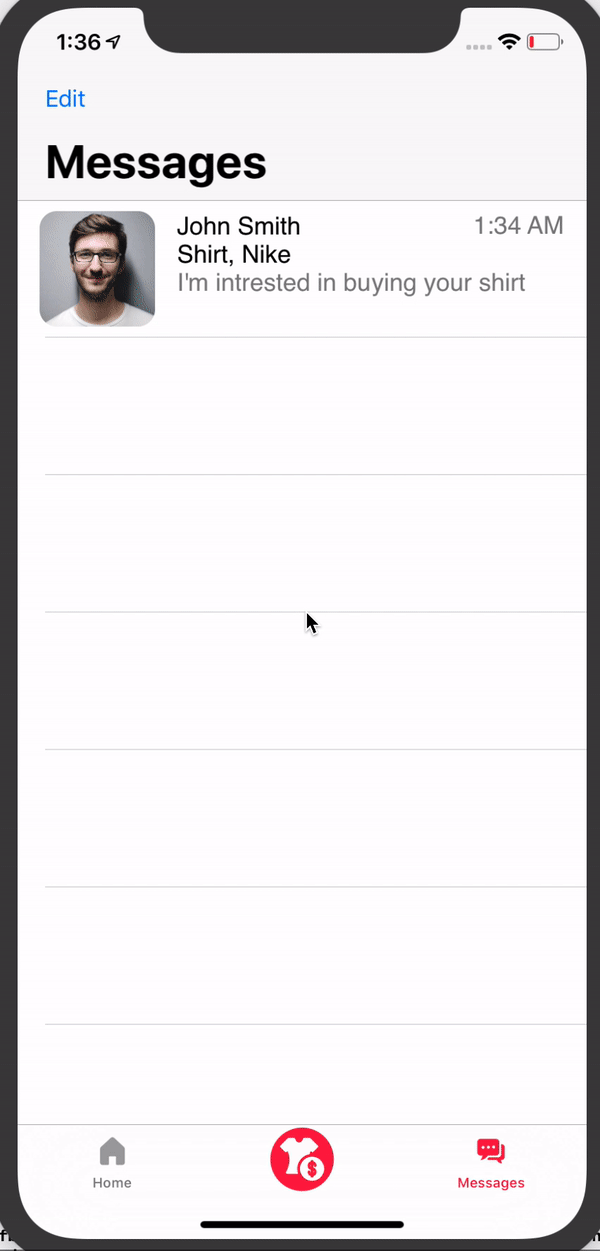 1:36
Edit
Messages
John Smith 1:34 AM
Shirt, Nike
I'm intrested in buying your shirt
$
Home Messages